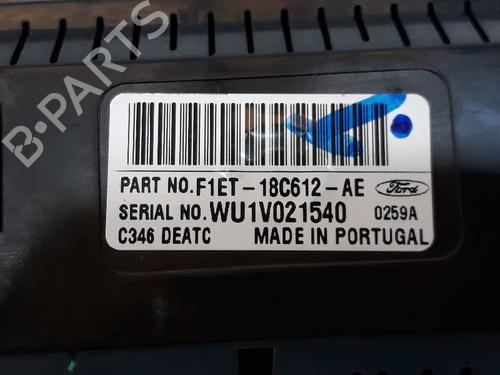 B-PARTS
PART NO.F1ET-18C612-AE Ford
SERIAL NO.WU1V021540 0259A
C346 DEATC MADE IN PORTUGAL